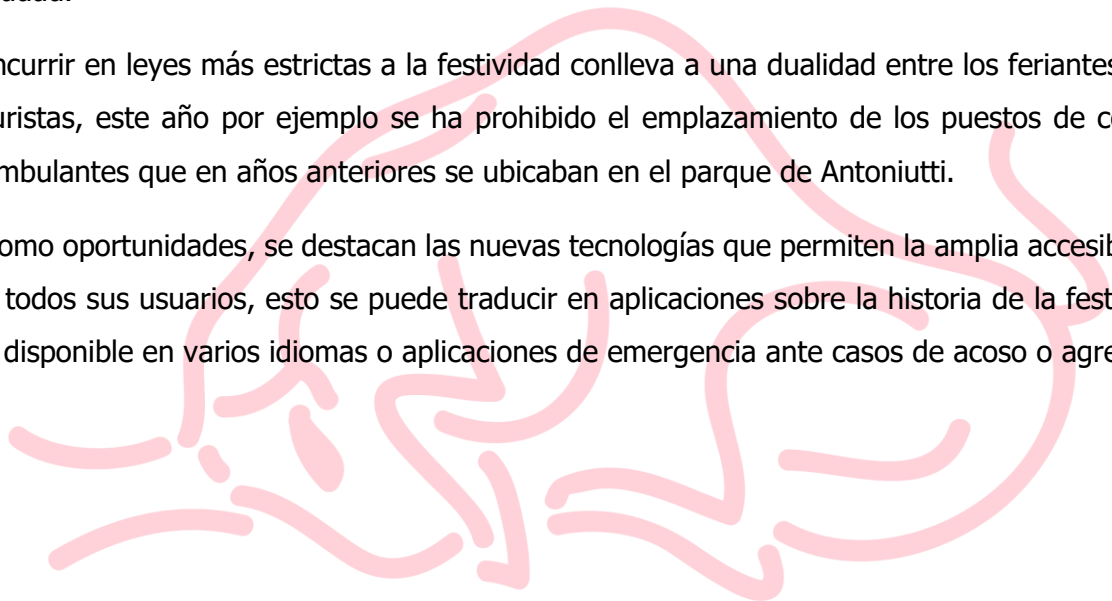 ncurrir en leyes más estrictas a la festividad conlleva a una dualidad entre los feriantes
uristas, este año por ejemplo se ha prohibido el emplazamiento de los puestos de c
mbulantes que en años anteriores se ubicaban en el parque de Antoniutti.
omo oportunidades, se destacan las nuevas tecnologías que permiten la amplia accesib
todos sus usuarios, esto se puede traducir en aplicaciones sobre la historia de la fest
disponible en varios idiomas o aplicaciones de emergencia ante casos de acoso o agre